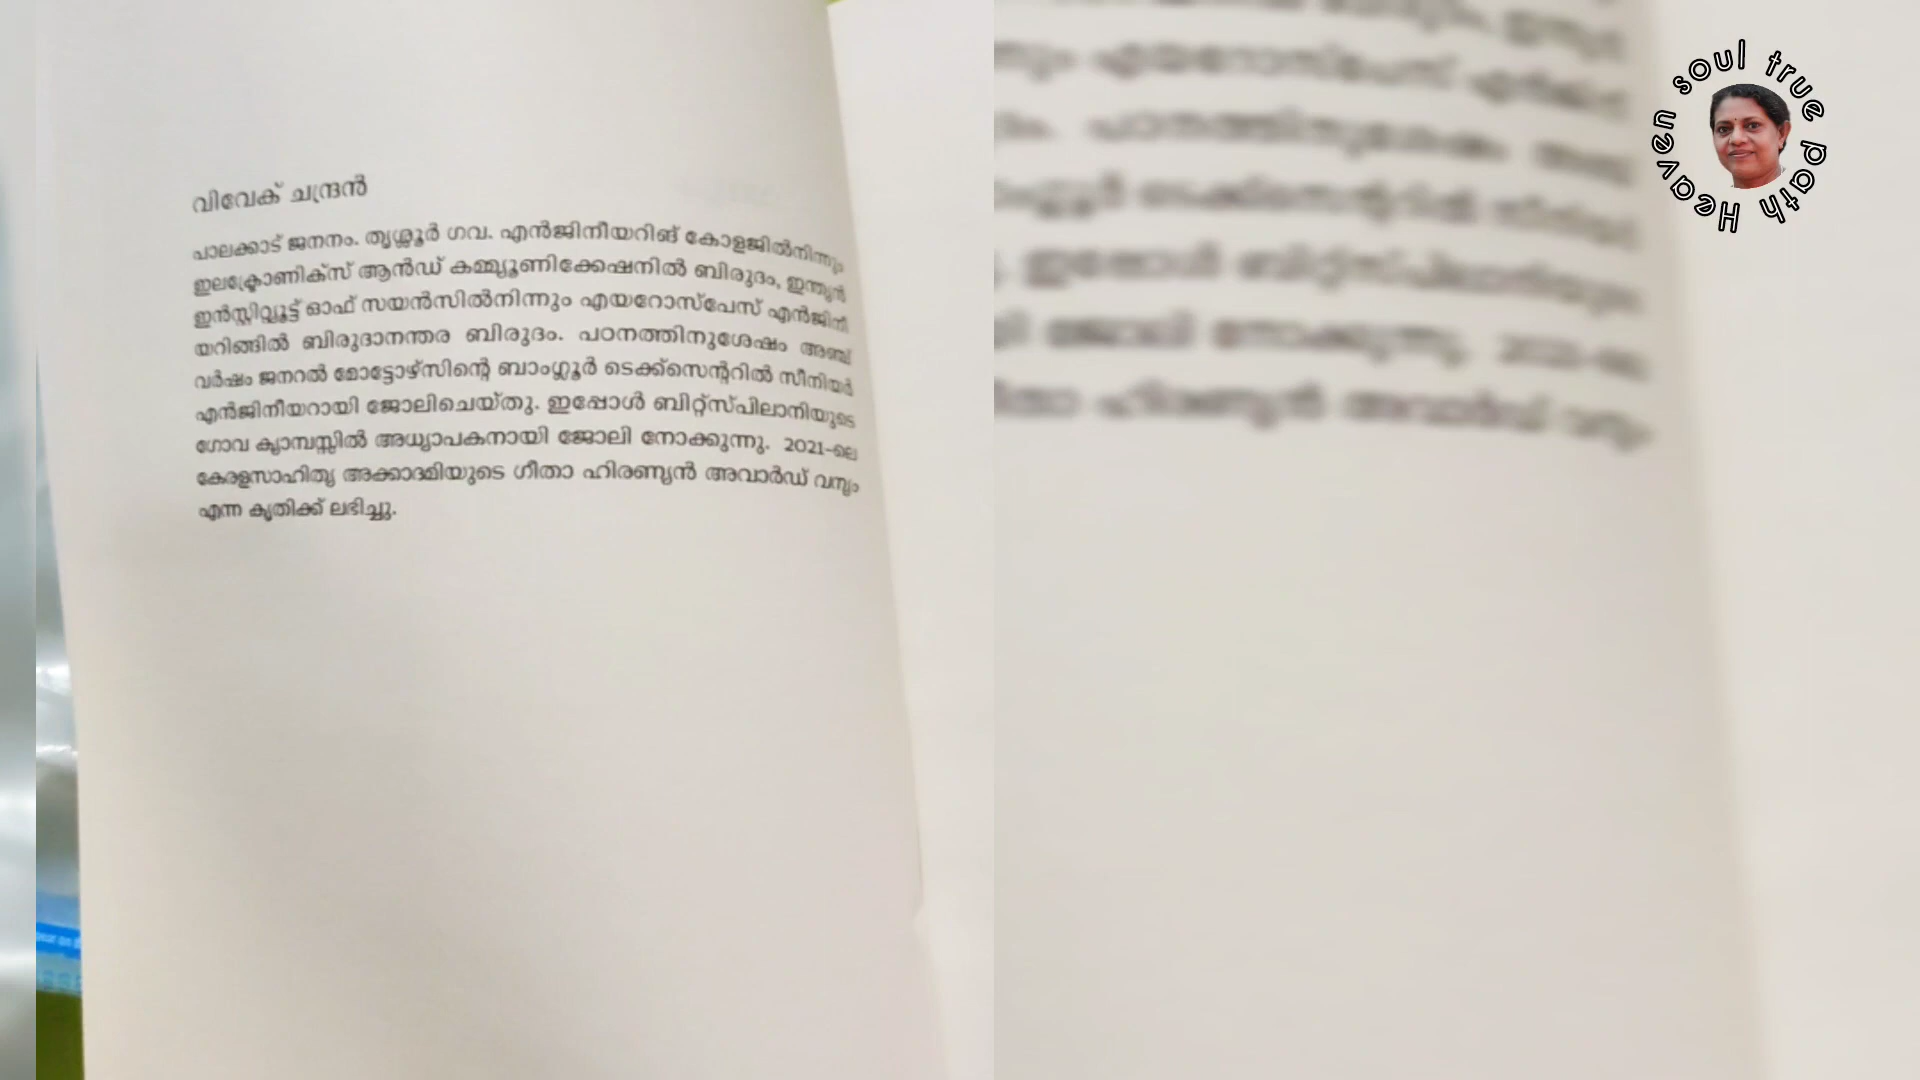 വിവേക് ചന്ദ്രൻ
പാലക്കാട് ജനനം. തൃശ്ശൂർ ഗവ. എൻജിനീയറിങ് കോളജിൽനിന്നും
ഇലക്ട്രോണിക്സ് ആൻഡ് കമ്മ്യൂണിക്കേഷനിൽ ബിരുദം, ഇന്ത്യൻ
ഇൻസ്റ്റിറ്റ്യൂട്ട് ഓഫ് സയൻസിൽനിന്നും എയറോസ്പേസ് എൻജിനീ
യറിങ്ങിൽ ബിരുദാനന്തര ബിരുദം. പഠനത്തിനുശേഷം അഞ്ച്
വർഷം ജനറൽ മോട്ടോഴ്സിന്റെ ബാംഗ്ലൂർ ടെക്ക്സെന്ററിൽ സീനിയർ
എൻജിനീയറായി ജോലിചെയ്തു. ഇപ്പോൾ ബിറ്റ്സ്പിലാനിയുടെ
ഗോവ ക്യാമ്പസ്സിൽ അധ്യാപകനായി ജോലി നോക്കുന്നു. 2021-ലെ
കേരളസാഹിത്യ അക്കാദമിയുടെ ഗീതാ ഹിരണ്യൻ അവാർഡ് വന്യം
എന്ന കൃതിക്ക് ലഭിച്ചു.
Heaven soul true path